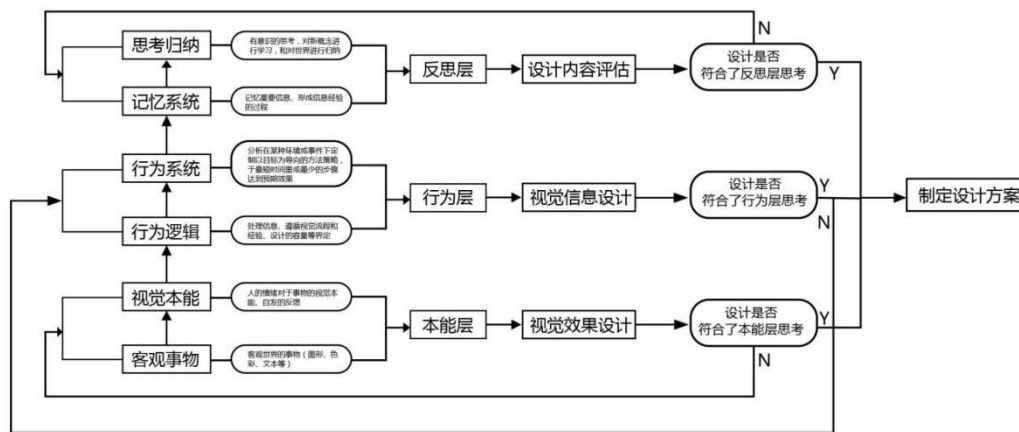 N
思考归纳
有意识的思考，对新概念进
行学习，和对世界进行归纳
反思层
设计内容评估
设计是否
符合了反思层思考
Y
记忆系统
记忆重要信息、形成信息经验
的过程
行为系统
分析在某种环境或事件下定
制以目标为导向的方法策略，
于最短时间里或最少的步骤
达到预期效果
行为层
视觉信息设计
设计是否
符合了行为层思考
Y
N
制定设计方案
行为逻辑
处理信息、遵循视觉流程和
经验、设计的容量等界定
视觉本能
人的情绪对于事物的视觉本
能、自发的反馈
本能层
视觉效果设计
设计是否
符合了本能层思考
Y
客观事物
客观世界的事物（图形、色
彩、文本等）
N